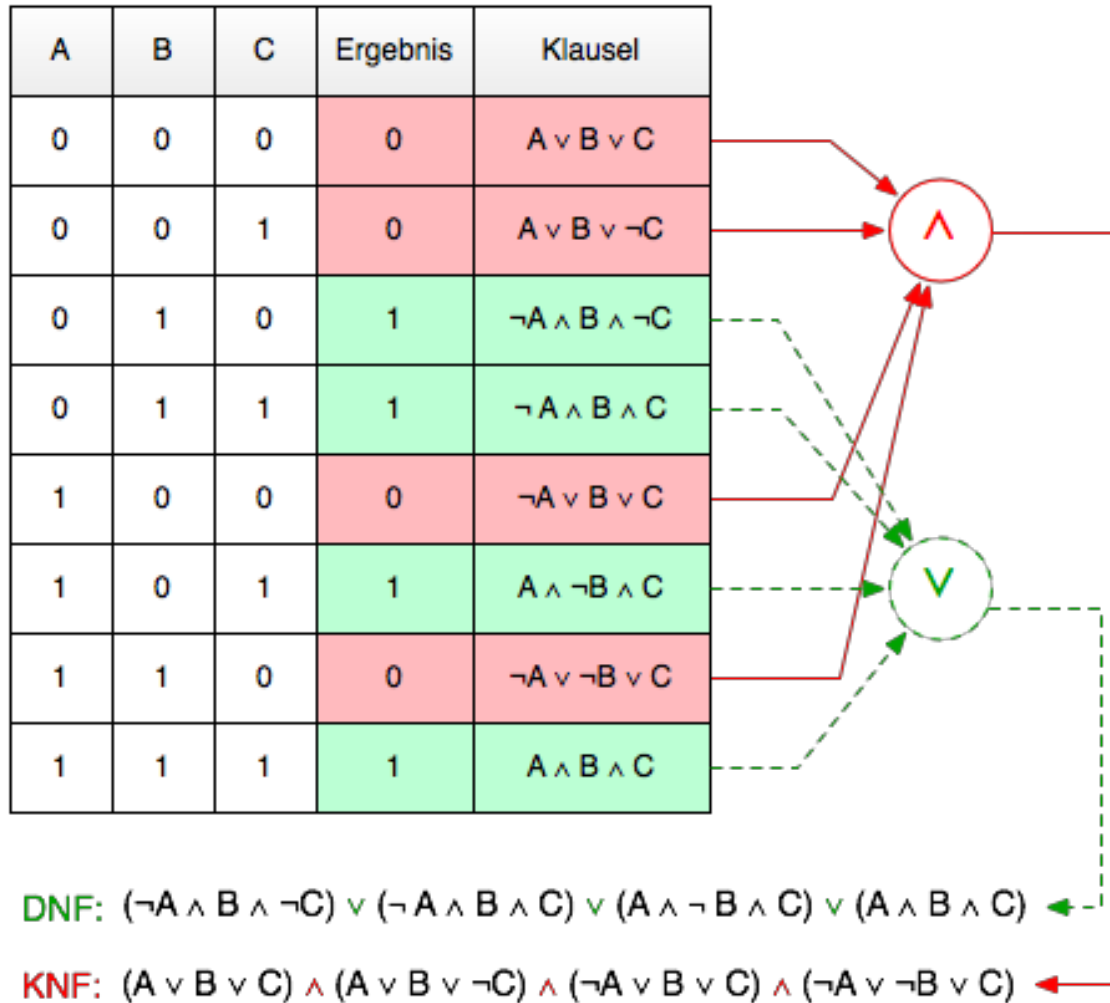 A B C Ergebnis Klausel
0 0 0 0 A ∨ B ∨ C
0 0 1 0 A ∨ B ∨ ¬C
0 1 0 1 ¬A ∧ B ∧ ¬C
0 1 1 1 ¬ A ∧ B ∧ C
1 0 0 0 ¬A ∨ B ∨ C
1 0 1 1 A ∧ ¬B ∧ C
1 1 0 0 ¬A ∨ ¬B ∨ C
1 1 1 1 A ∧ B ∧ C
∧
∨
DNF: (¬A ∧ B ∧ ¬C) ∨ (¬ A ∧ B ∧ C) ∨ (A ∧ ¬ B ∧ C) ∨ (A ∧ B ∧ C)
KNF: (A ∨ B ∨ C) ∧ (A ∨ B ∨ ¬C) ∧ (¬A ∨ B ∨ C) ∧ (¬A ∨ ¬B ∨ C)